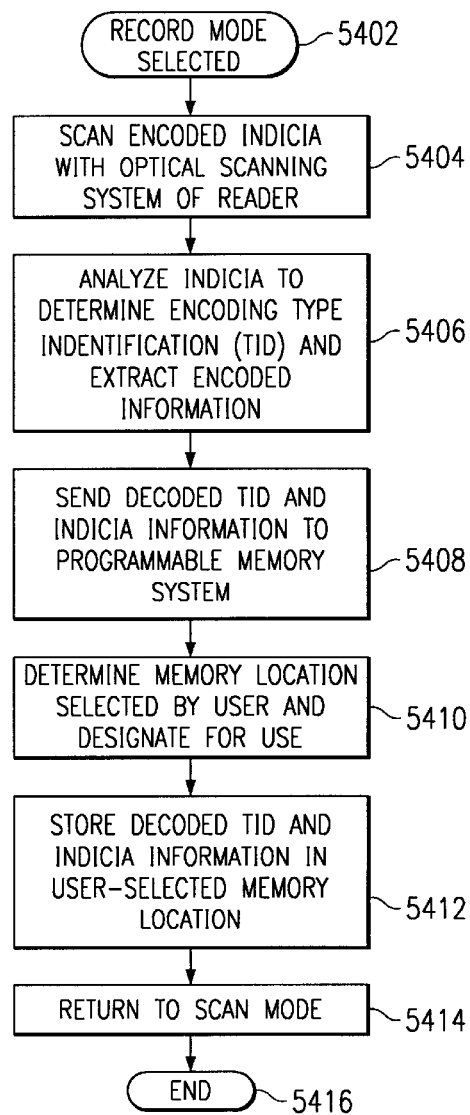 RECORD MODE
SELECTED
5402
SCAN ENCODED INDICIA
WITH OPTICAL SCANNING
SYSTEM OF READER
5404
ANALYZE INDICIA TO
DETERMINE ENCODING TYPE
INDENTIFICATION (TID) AND
EXTRACT ENCODED
INFORMATION
5406
SEND DECODED TID AND
INDICIA INFORMATION TO
PROGRAMMABLE MEMORY
SYSTEM
5408
DETERMINE MEMORY LOCATION
SELECTED BY USER AND
DESIGNATE FOR USE
5410
STORE DECODED TID AND
INDICIA INFORMATION IN
USER-SELECTED MEMORY
LOCATION
5412
RETURN TO SCAN MODE
5414
END
5416